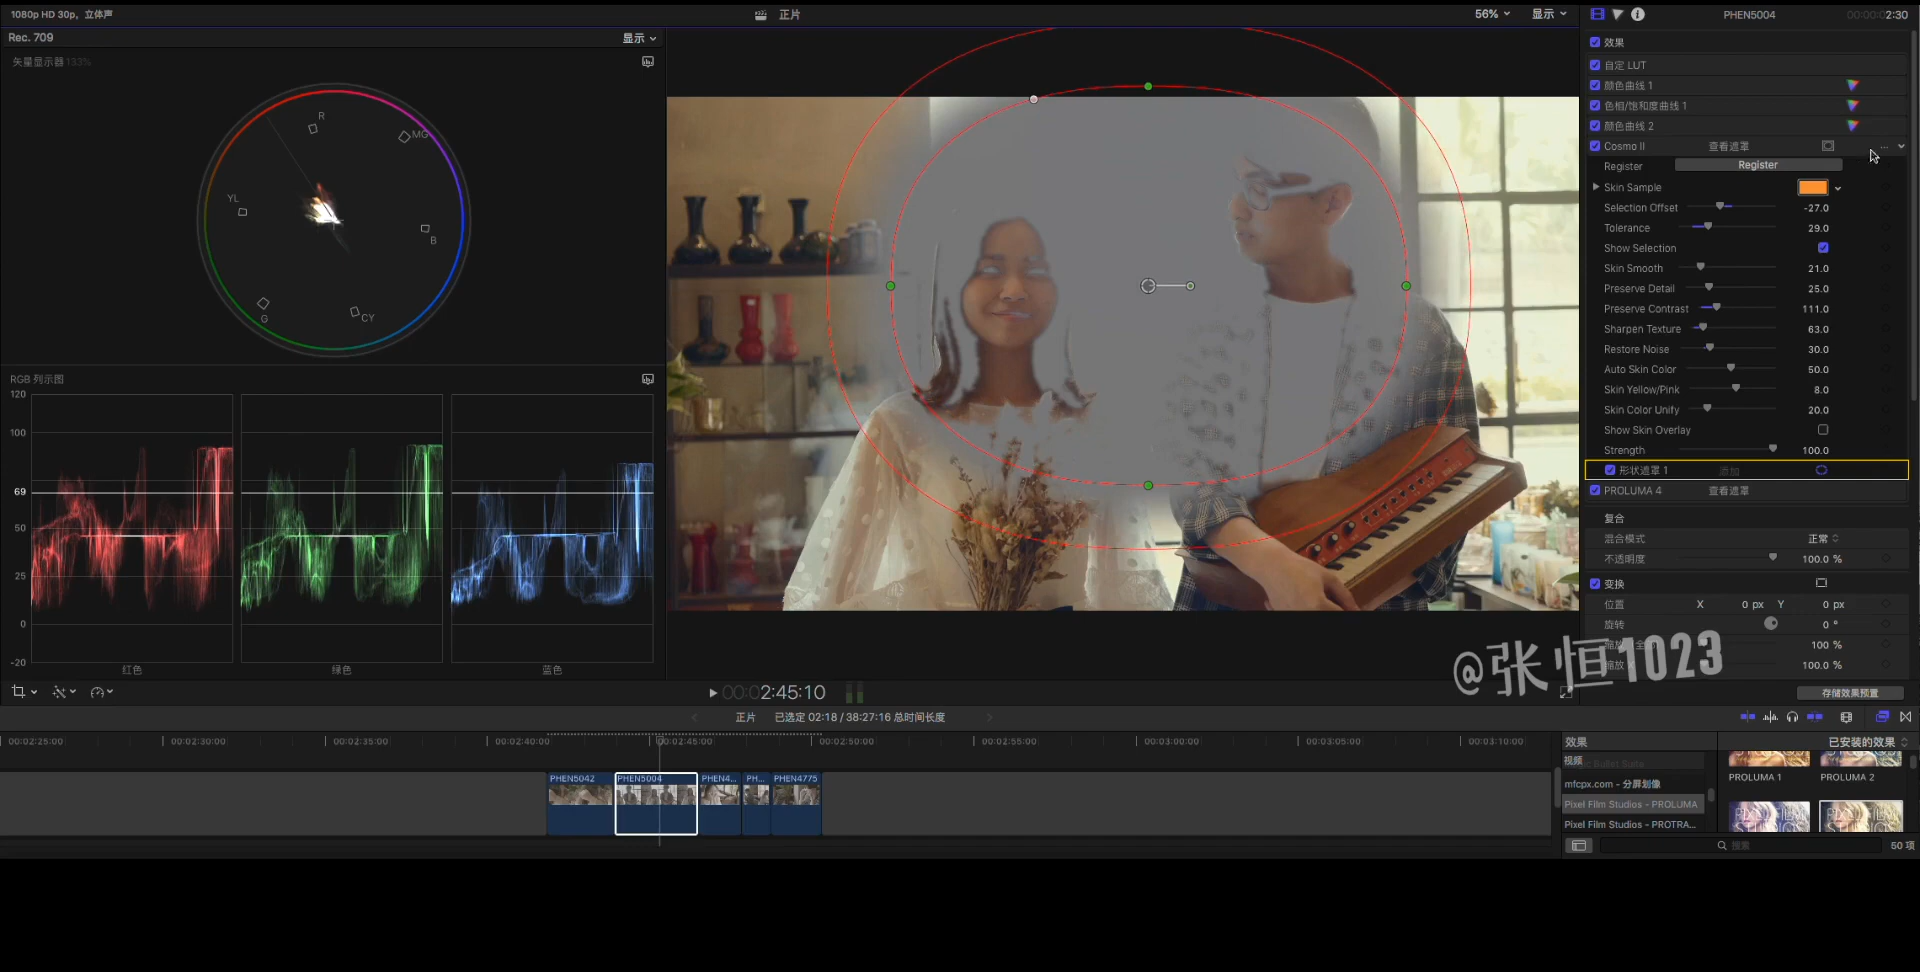 1080p HD 30p，立体声
正片
56%
显示
PHEN5004
00:00:02:30
Rec. 709
显示
矢量显示器 133%
R
MG
YL
B
G
CY
RGB 列示图
120
100
69
50
25
0
-20
红色
绿色
蓝色
效果
自定 LUT
颜色曲线 1
色相/饱和度曲线 1
颜色曲线 2
Cosmo II 查看遮罩
Register Register
Skin Sample
Selection Offset -27.0
Tolerance 29.0
Show Selection
Skin Smooth 21.0
Preserve Detail 25.0
Preserve Contrast 111.0
Sharpen Texture 63.0
Restore Noise 30.0
Auto Skin Color 50.0
Skin Yellow/Pink 8.0
Skin Color Unify 20.0
Show Skin Overlay
Strength 100.0
形状遮罩 1 添加
PROLUMA 4 查看遮罩
复合
混合模式 正常
不透明度 100.0 %
变换
位置 X 0 px Y 0 px
旋转 0 °
100 %
100.0 %
@张恒1023
存储效果预置
00:02:45:10
正片 已选定 02:18 / 38:27:16 总时间长度
00:02:25:00 00:02:30:00 00:02:35:00 00:02:40:00 00:02:45:00 00:02:50:00 00:02:55:00 00:03:00:00 00:03:05:00 00:03:10:00
PHEN5042 PHEN5004 PHEN4... PH... PHEN4775
效果 已安装的效果
视频
mfcpx.com - 分屏划像
Pixel Film Studios - PROLUMA
Pixel Film Studios - PROTRA...
PROLUMA 1 PROLUMA 2
搜索 50 项